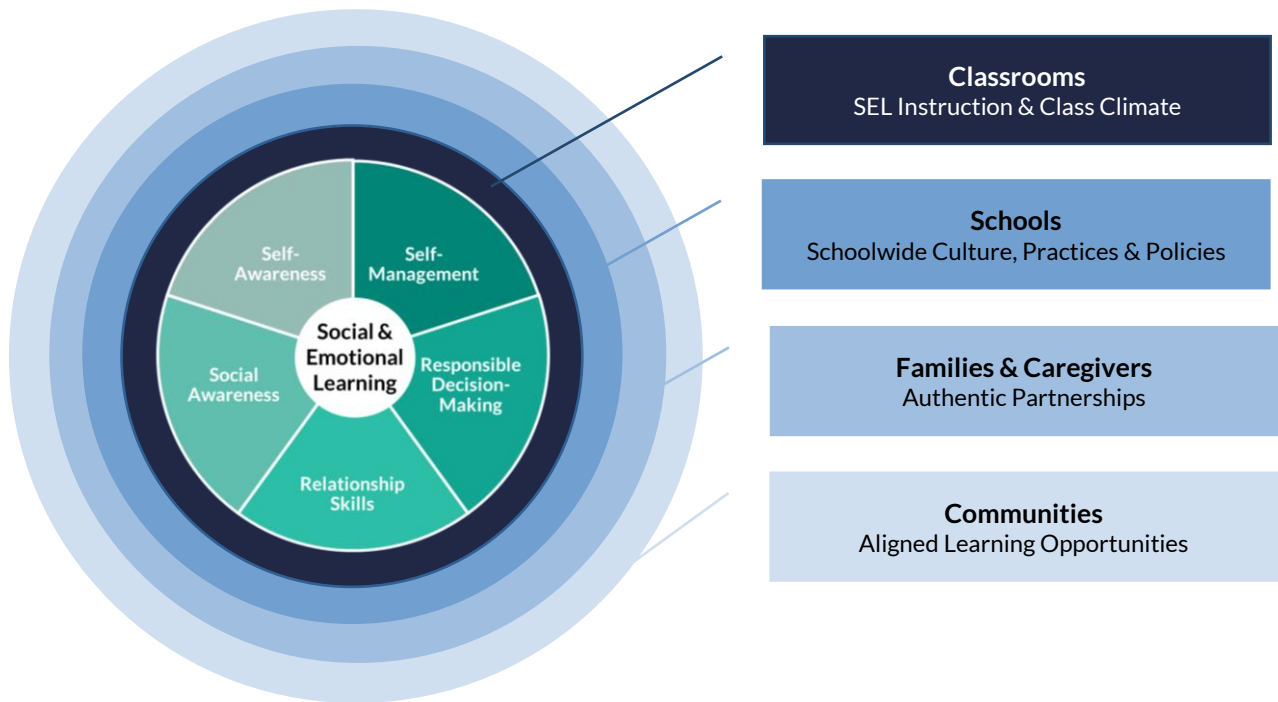 Self-
Awareness
Self-
Management
Social &
Emotional
Learning
Responsible
Decision-
Making
Social
Awareness
Relationship
Skills
Classrooms
SEL Instruction & Class Climate
Schools
Schoolwide Culture, Practices & Policies
Families & Caregivers
Authentic Partnerships
Communities
Aligned Learning Opportunities